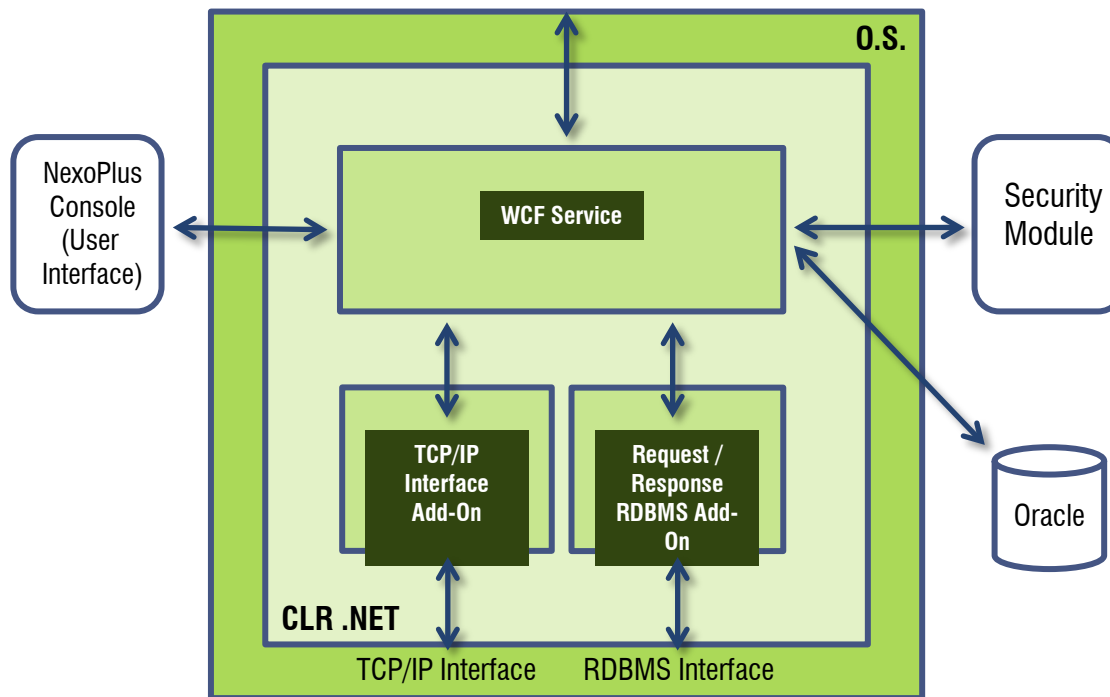 O.S.
NexoPlus
Console
(User
Interface)
WCF Service
Security
Module
TCP/IP
Interface
Add-On
Request /
Response
RDBMS Add-
On
Oracle
CLR .NET
TCP/IP Interface
RDBMS Interface